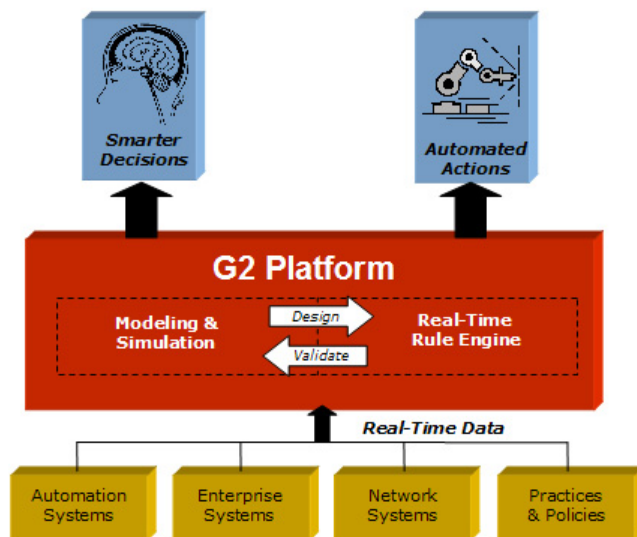 Smarter
Decisions
Automated
Actions
G2 Platform
Modeling &
Simulation
Design
Validate
Real-Time
Rule Engine
Real-Time Data
Automation
Systems
Enterprise
Systems
Network
Systems
Practices
& Policies